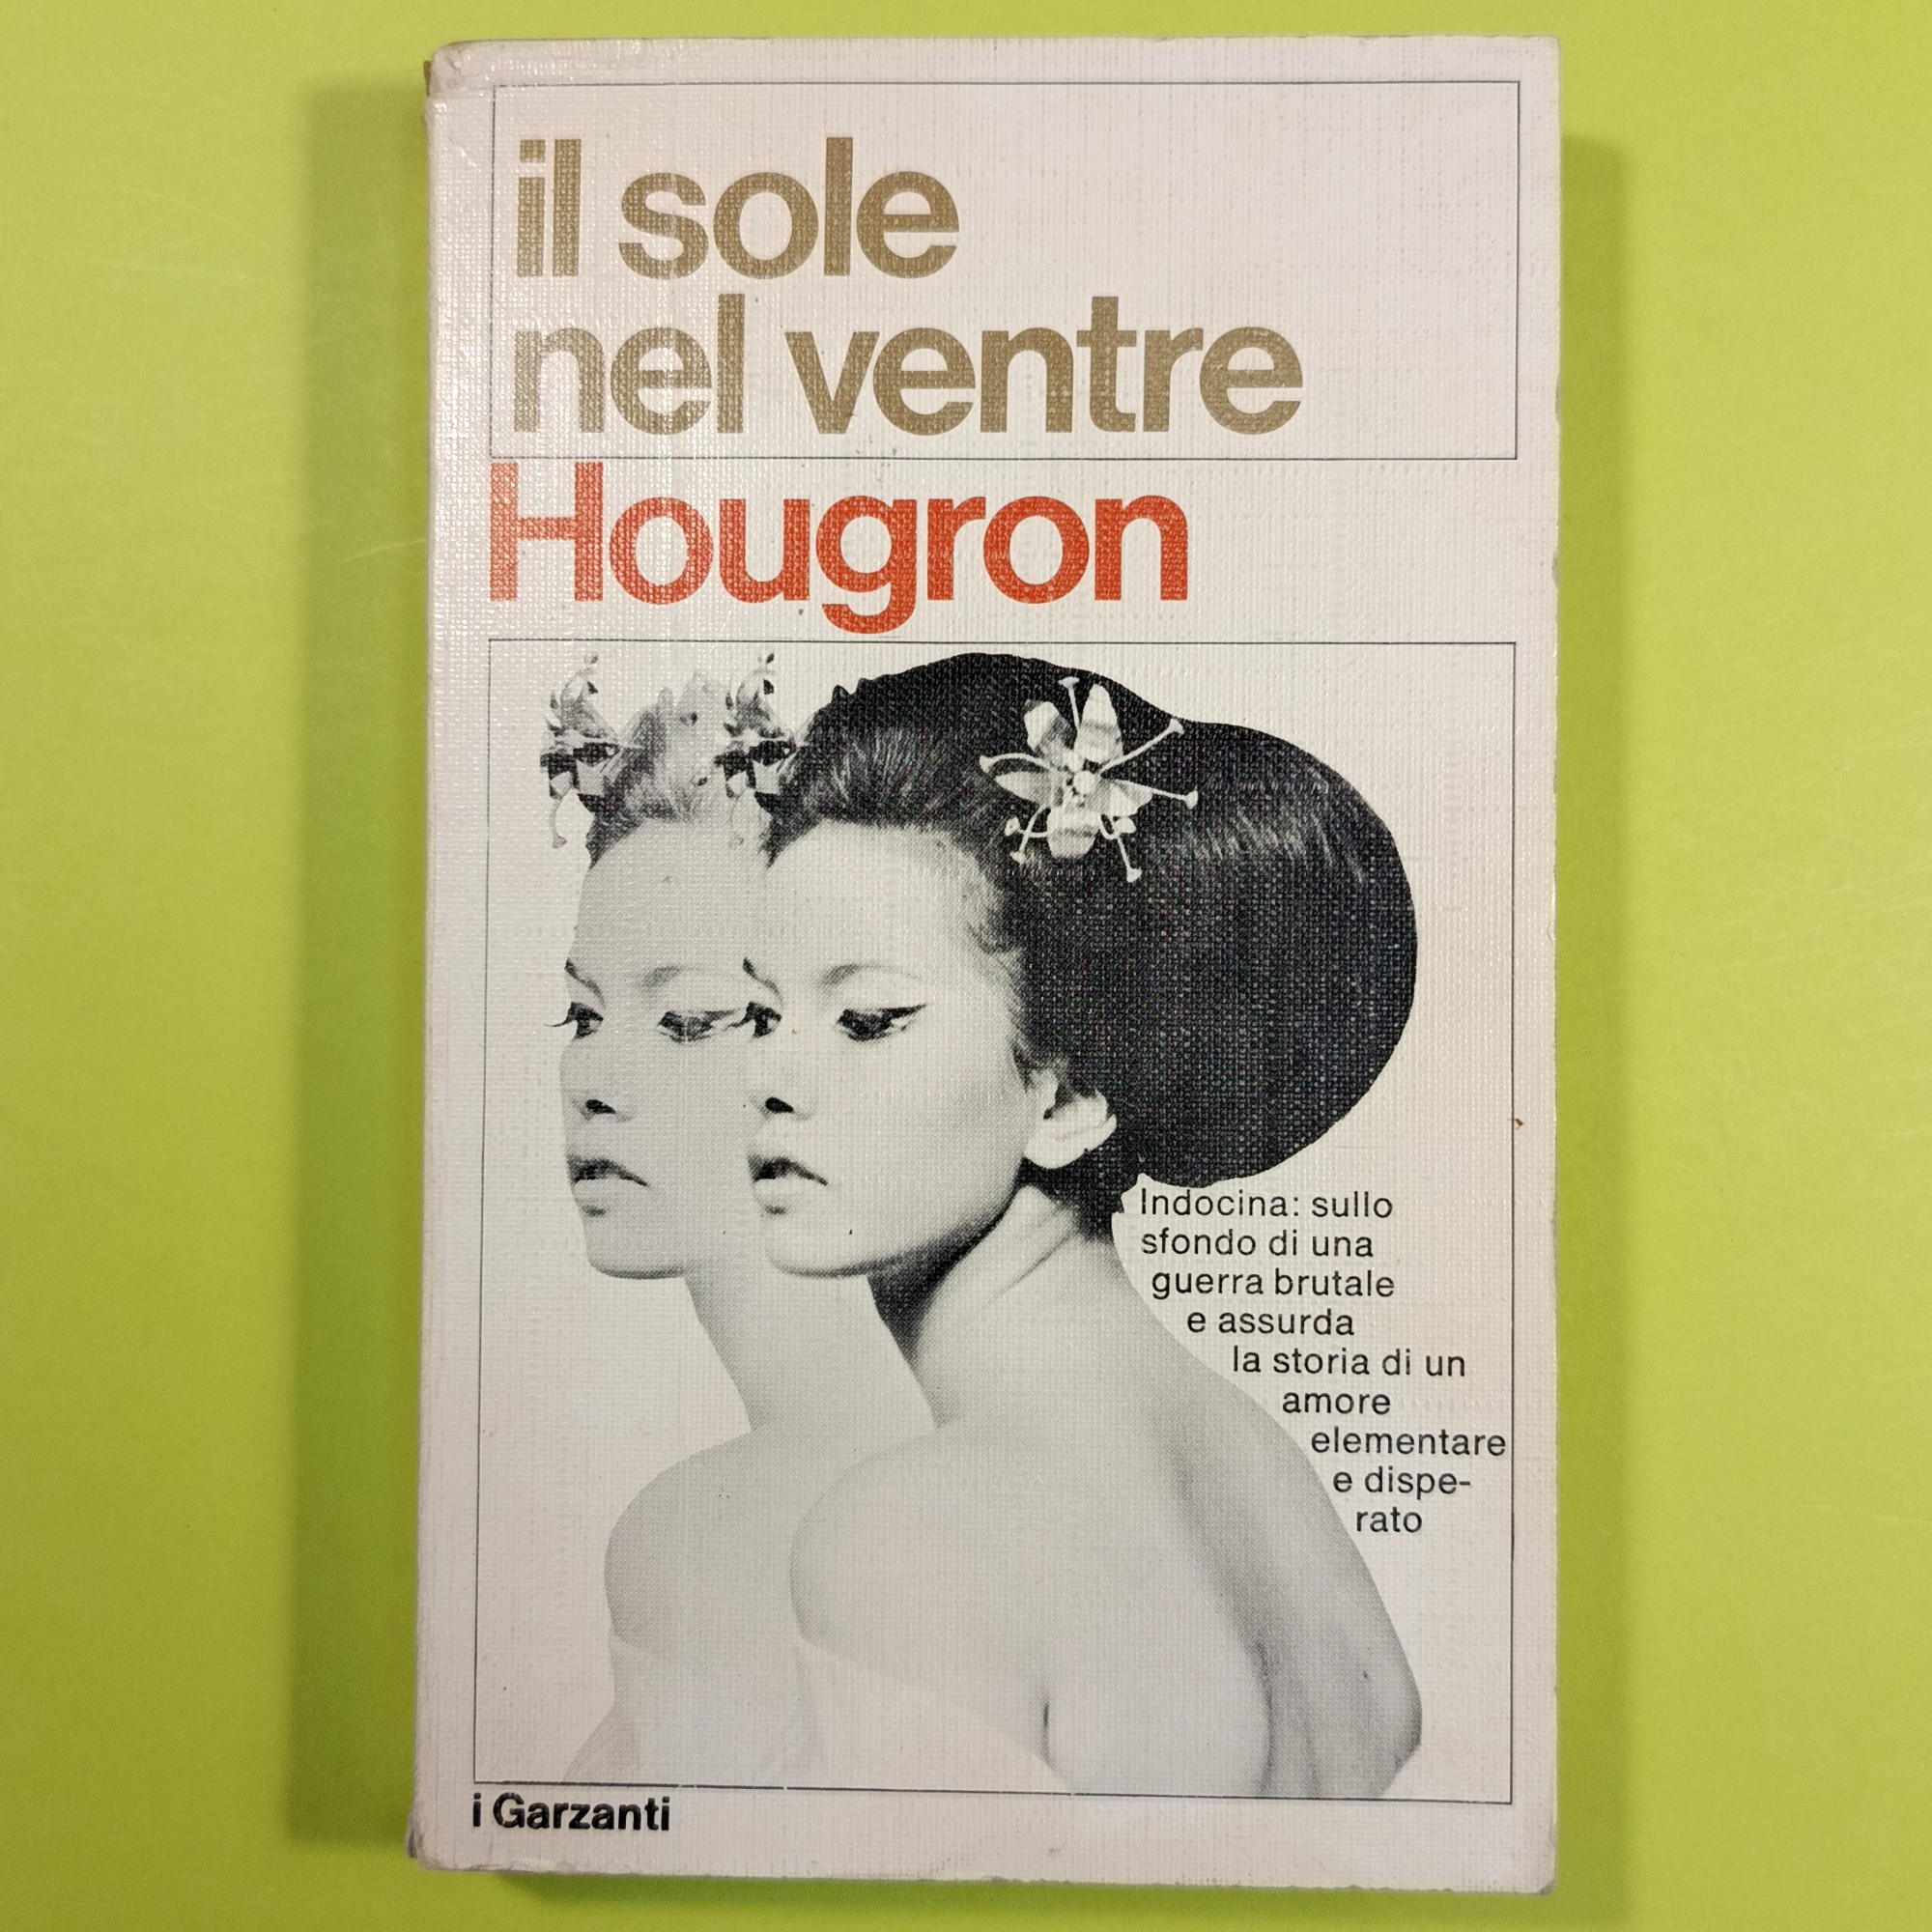 il sole
nel ventre
Hougron
Indocina: sullo
sfondo di una
guerra brutale
e assurda
la storia di un
amore
elementare
e dispe-
rato
i Garzanti